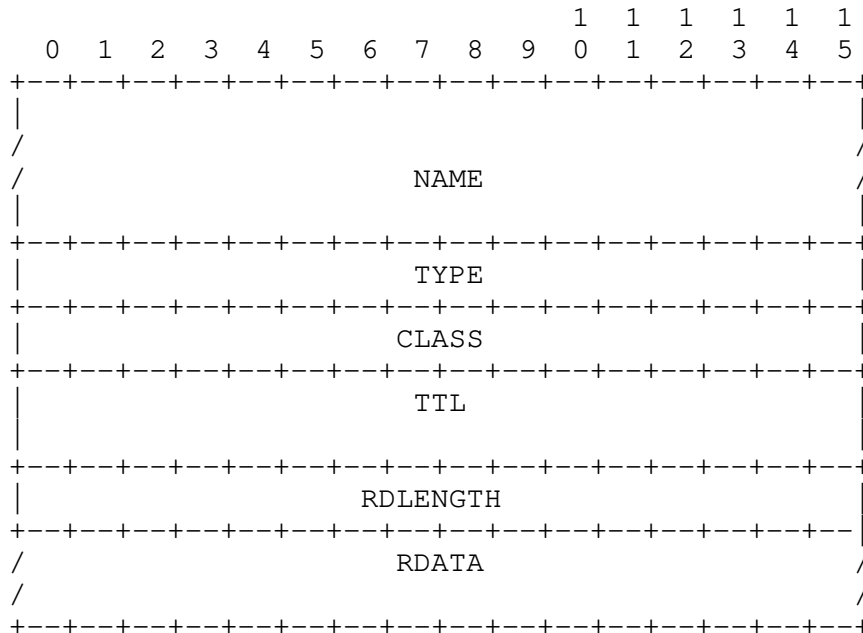 1 1 1 1 1 1
0 1 2 3 4 5 6 7 8 9 0 1 2 3 4 5
+--+--+--+--+--+--+--+--+--+--+--+--+--+--+--+--+
| |
/ /
/ NAME /
| |
+--+--+--+--+--+--+--+--+--+--+--+--+--+--+--+--+
| TYPE |
+--+--+--+--+--+--+--+--+--+--+--+--+--+--+--+--+
| CLASS |
+--+--+--+--+--+--+--+--+--+--+--+--+--+--+--+--+
| TTL |
| |
+--+--+--+--+--+--+--+--+--+--+--+--+--+--+--+--+
| RDLENGTH |
+--+--+--+--+--+--+--+--+--+--+--+--+--+--+--+--|
/ RDATA /
/ /
+--+--+--+--+--+--+--+--+--+--+--+--+--+--+--+--+